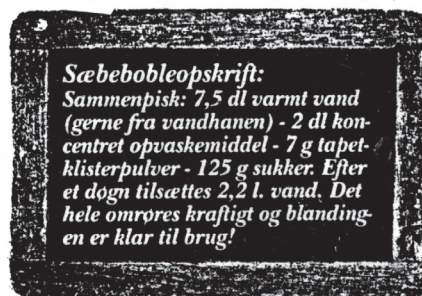 Sæbebobleopskrift:
Sammenpisk: 7,5 dl varmt vand
(gerne fra vandhanen) - 2 dl kon-
centret opvaskemiddel - 7 g tapet-
klisterpulver - 125 g sukker. Efter
et døgn tilsættes 2,2 l. vand. Det
hele omrøres kraftigt og blanding-
en er klar til brug!